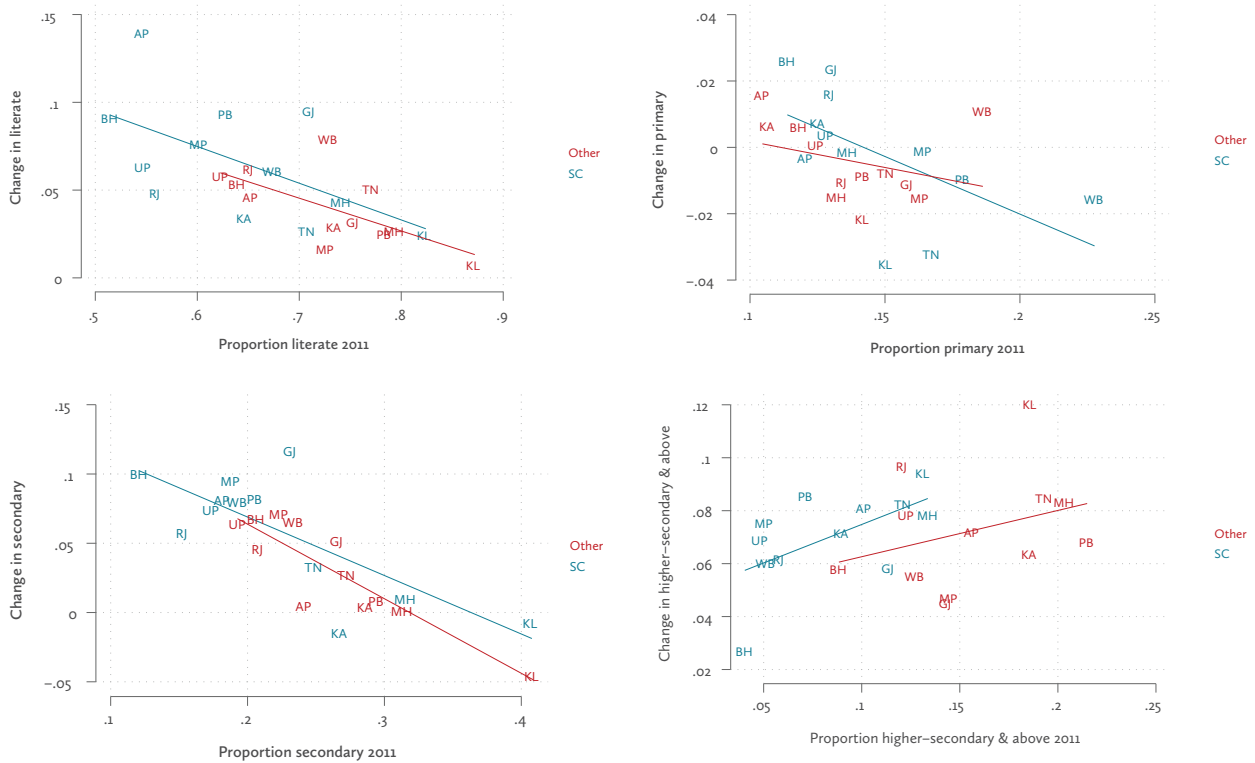 .15
.1
.05
0
.5
.6
.7
.8
.9
Change in literate
Proportion literate 2011
AP
BH
PB
GJ
MP
WB
UP
RJ
WB
UP
RJ
BH
AP
TN
MH
KA
TN
KA
GJ
PB
MH
KL
MP
KL
Other
SC
.04
.02
0
−.02
−.04
.1
.15
.2
.25
Change in primary
Proportion primary 2011
BH
GJ
AP
RJ
WB
KA
BH
KA
UP
UP
MH
AP
MP
PB
TN
RJ
GJ
PB
MH
MP
WB
KL
TN
KL
Other
SC
.15
.1
.05
0
−.05
.1
.2
.3
.4
Change in secondary
Proportion secondary 2011
GJ
BH
MP
AP
WB
PB
UP
UP
BH
MP
WB
RJ
RJ
GJ
TN
TN
AP
KA
PB
MH
MH
KA
KL
KL
Other
SC
.12
.1
.08
.06
.04
.02
.05
.1
.15
.2
.25
Change in higher–secondary & above
Proportion higher–secondary & above 2011
KL
RJ
KL
PB
TN
MH
TN
AP
UP
MH
MP
KA
AP
UP
PB
KA
RJ
WB
BH
GJ
WB
MP
GJ
BH
Other
SC